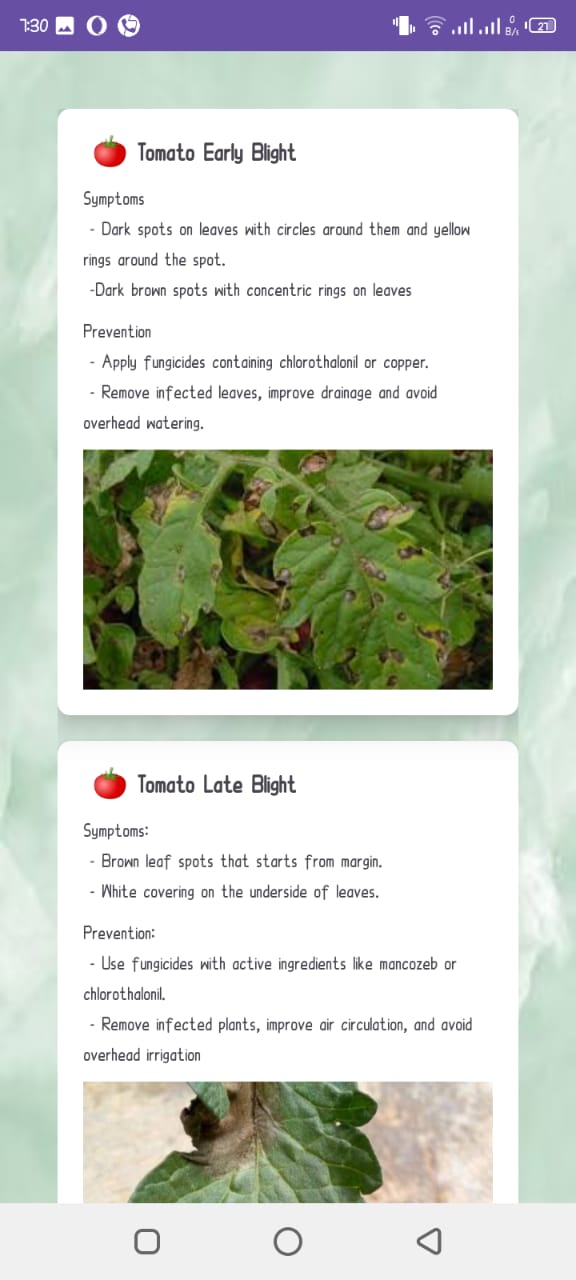 7:30
0
B/s
27
Tomato Early Blight
Symptoms
- Dark spots on leaves with circles around them and yellow
rings around the spot.
-Dark brown spots with concentric rings on leaves
Prevention
- Apply fungicides containing chlorothalonil or copper.
- Remove infected leaves, improve drainage and avoid
overhead watering.
Tomato Late Blight
Symptoms:
- Brown leaf spots that starts from margin.
- White covering on the underside of leaves.
Prevention:
- Use fungicides with active ingredients like mancozeb or
chlorothalonil.
- Remove infected plants, improve air circulation, and avoid
overhead irrigation